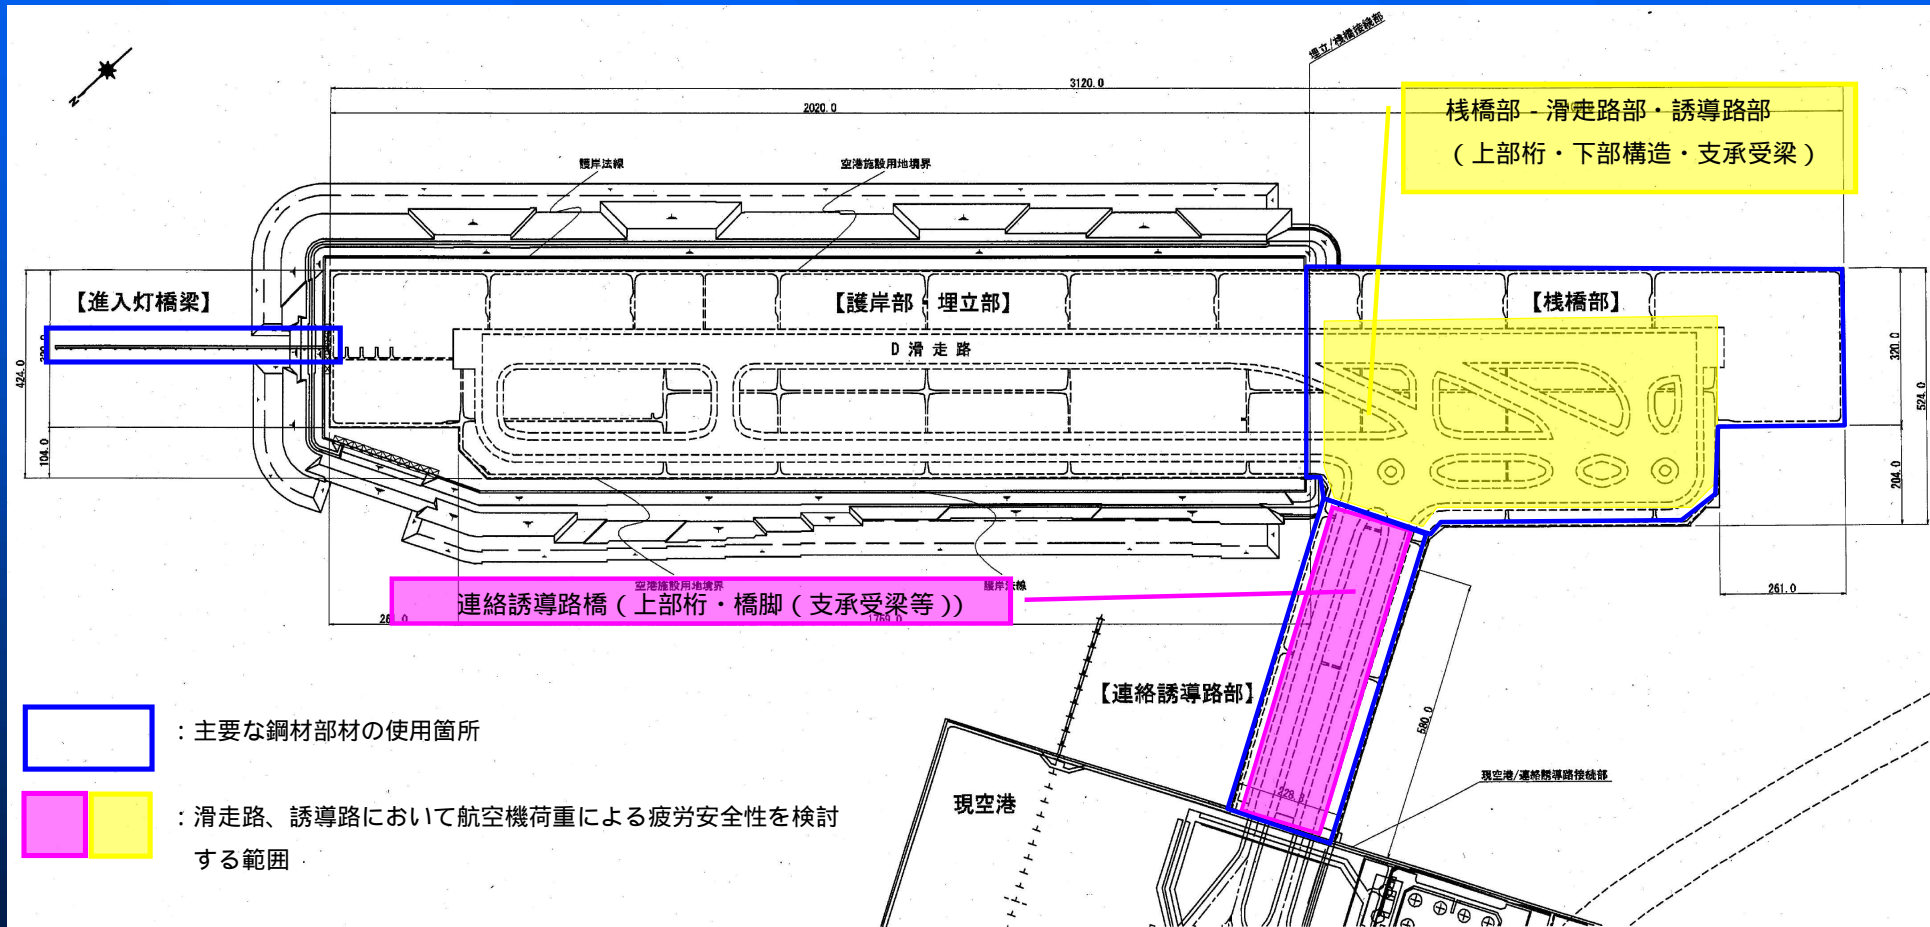 埋立/桟橋接続部
N
3120.0
2020.0
桟橋部 - 滑走路部・誘導路部
（上部桁・下部構造・支承受梁）
護岸法線
空港施設用地境界
【進入灯橋梁】
【護岸部・埋立部】
【桟橋部】
D滑走路
424.0
320.0
104.0
320.0
524.0
204.0
空港施設用地境界
護岸法線
連絡誘導路橋（上部桁・橋脚（支承受梁等））
1759.0
261.0
【連絡誘導路部】
580.0
：主要な鋼材部材の使用箇所
現空港/連絡誘導路接続部
現空港
：滑走路、誘導路において航空機荷重による疲労安全性を検討
する範囲